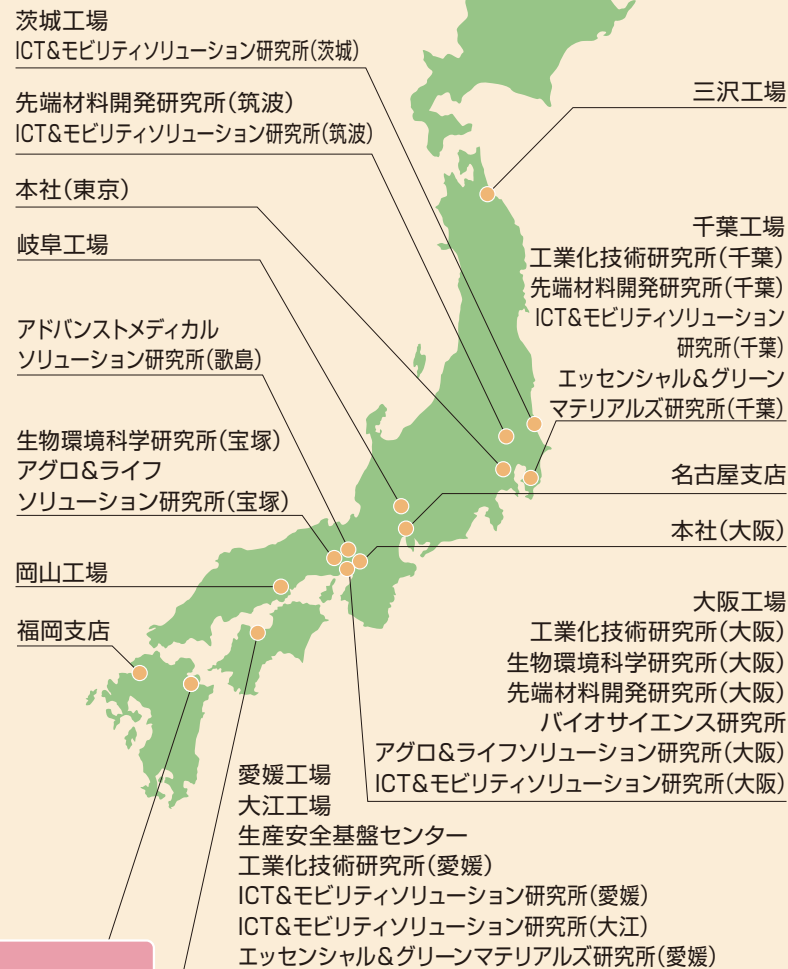 茨城工場
ICT&モビリティソリューション研究所(茨城)
先端材料開発研究所(筑波)
ICT&モビリティソリューション研究所(筑波)
本社(東京)
岐阜工場
アドバンストメディカル
ソリューション研究所(歌島)
生物環境科学研究所(宝塚)
アグロ&ライフ
ソリューション研究所(宝塚)
岡山工場
福岡支店
三沢工場
千葉工場
工業化技術研究所(千葉)
先端材料開発研究所(千葉)
ICT&モビリティソリューション
研究所(千葉)
エッセンシャル&グリーン
マテリアルズ研究所(千葉)
名古屋支店
本社(大阪)
大阪工場
工業化技術研究所(大阪)
生物環境科学研究所(大阪)
先端材料開発研究所(大阪)
バイオサイエンス研究所
アグロ&ライフソリューション研究所(大阪)
ICT&モビリティソリューション研究所(大阪)
愛媛工場
大江工場
生産安全基盤センター
工業化技術研究所(愛媛)
ICT&モビリティソリューション研究所(愛媛)
ICT&モビリティソリューション研究所(大江)
エッセンシャル&グリーンマテリアルズ研究所(愛媛)